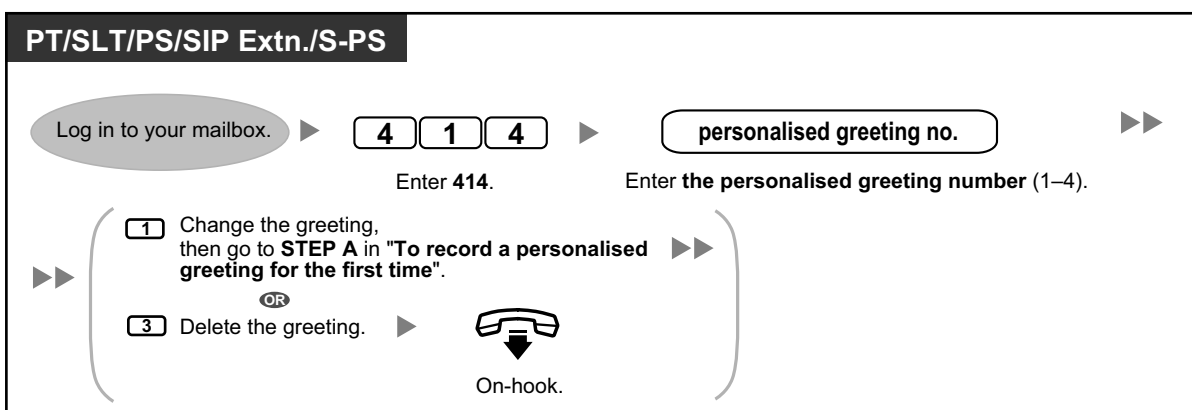 PT/SLT/PS/SIP Extn./S-PS
Log in to your mailbox.
4 1 4
personalised greeting no.
Enter 414.
Enter the personalised greeting number (1–4).
1 Change the greeting,
then go to STEP A in "To record a personalised
greeting for the first time".
OR
3 Delete the greeting.
On-hook.